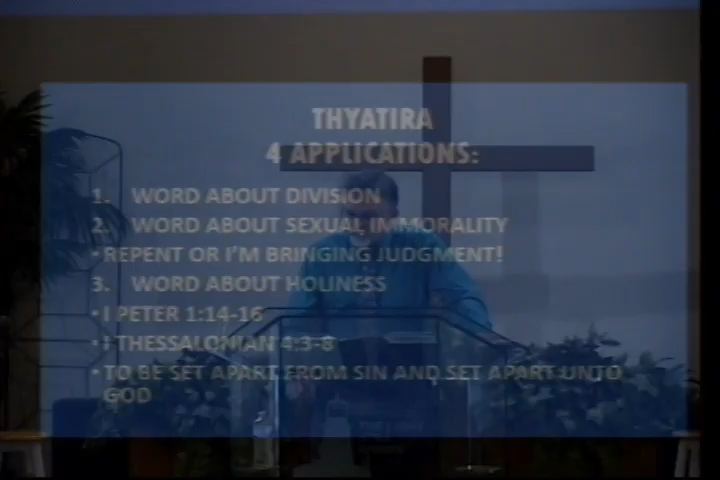 THYATIRA
4 APPLICATIONS:
1. WORD ABOUT DIVISION
2. WORD ABOUT SEXUAL IMMORALITY
• REPENT OR I'M BRINGING JUDGMENT!
3. WORD ABOUT HOLINESS
• I PETER 1:14-16
• I THESSALONIAN 4:3-8
• TO BE SET APART FROM SIN AND SET APART UNTO
GOD